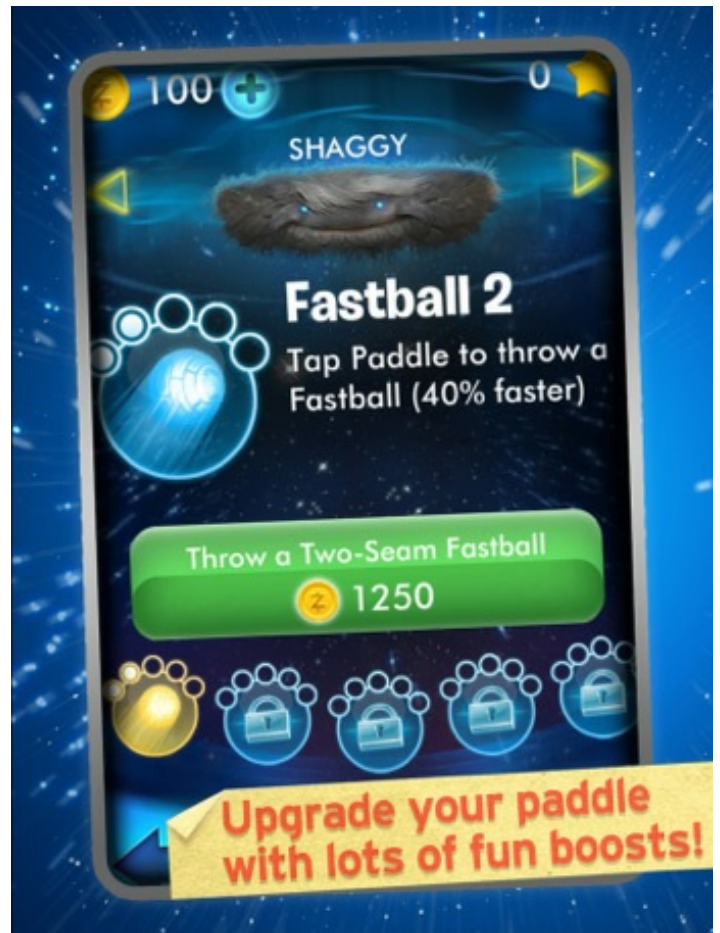 100
0
SHAGGY
Fastball 2
Tap Paddle to throw a
Fastball (40% faster)
Throw a Two-Seam Fastball
1250
Upgrade your paddle
with lots of fun boosts!